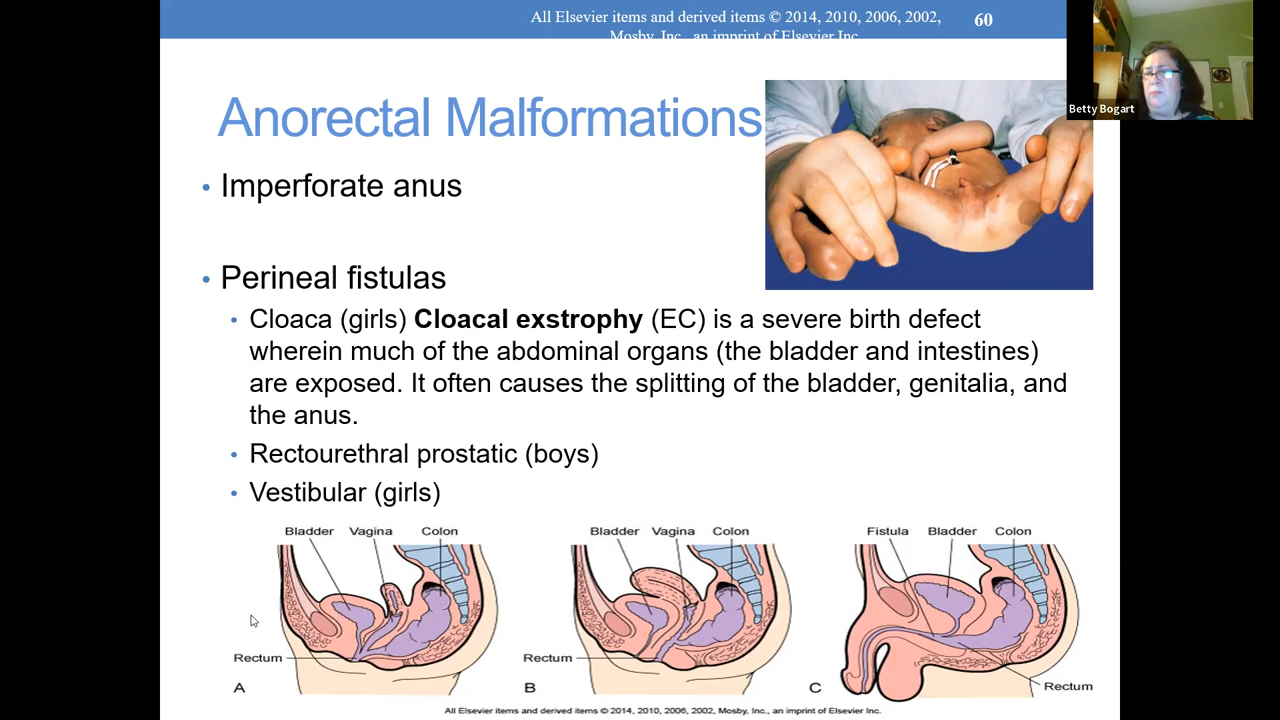 All Elsevier items and derived items © 2014, 2010, 2006, 2002,
Mosby, Inc., an imprint of Elsevier Inc.
60
Betty Bogart
Anorectal Malformations
• Imperforate anus
• Perineal fistulas
• Cloaca (girls) Cloacal exstrophy (EC) is a severe birth defect
wherein much of the abdominal organs (the bladder and intestines)
are exposed. It often causes the splitting of the bladder, genitalia, and
the anus.
• Rectourethral prostatic (boys)
• Vestibular (girls)
Bladder Vagina Colon
Rectum
A
Bladder Vagina Colon
Rectum
B
Fistula Bladder Colon
Rectum
C
All Elsevier items and derived items © 2014, 2010, 2006, 2002, Mosby, Inc., an imprint of Elsevier Inc.